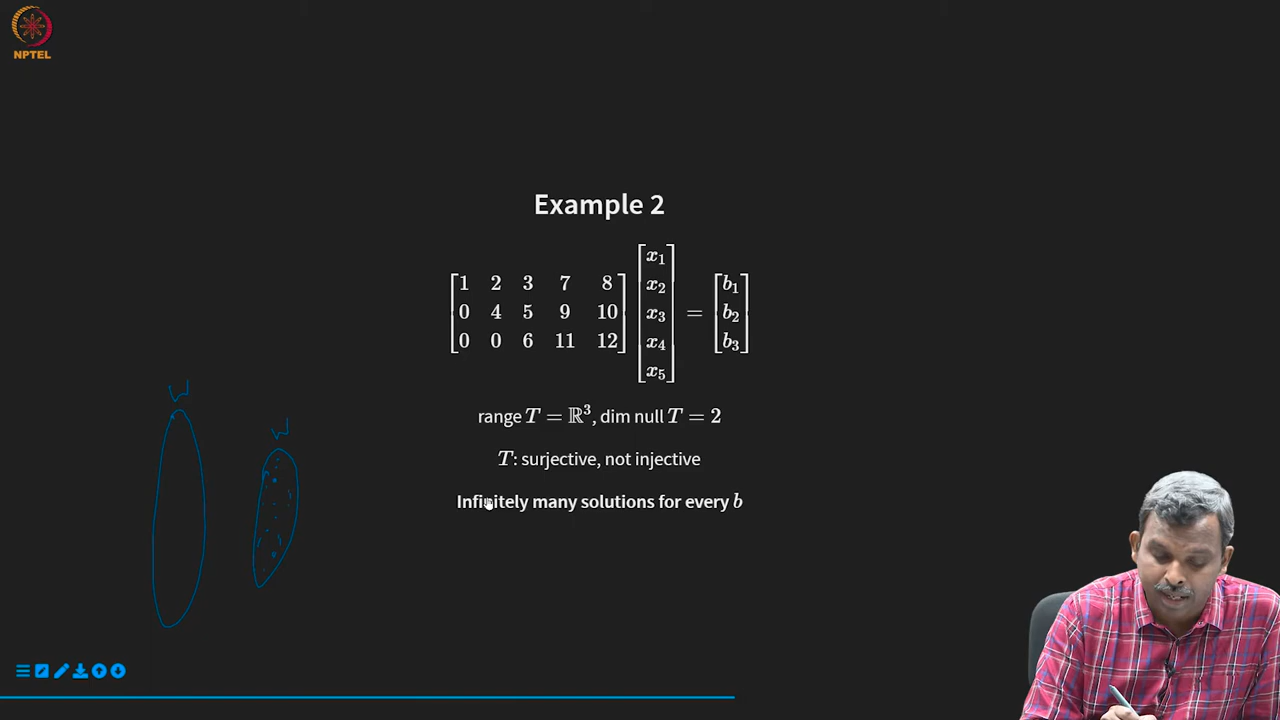 NPTEL
Example 2
[1 2 3 7 8; 0 4 5 9 10; 0 0 6 11 12] [x₁; x₂; x₃; x₄; x₅] = [b₁; b₂; b₃]
range T = ℝ³, dim null T = 2
T: surjective, not injective
Infinitely many solutions for every b